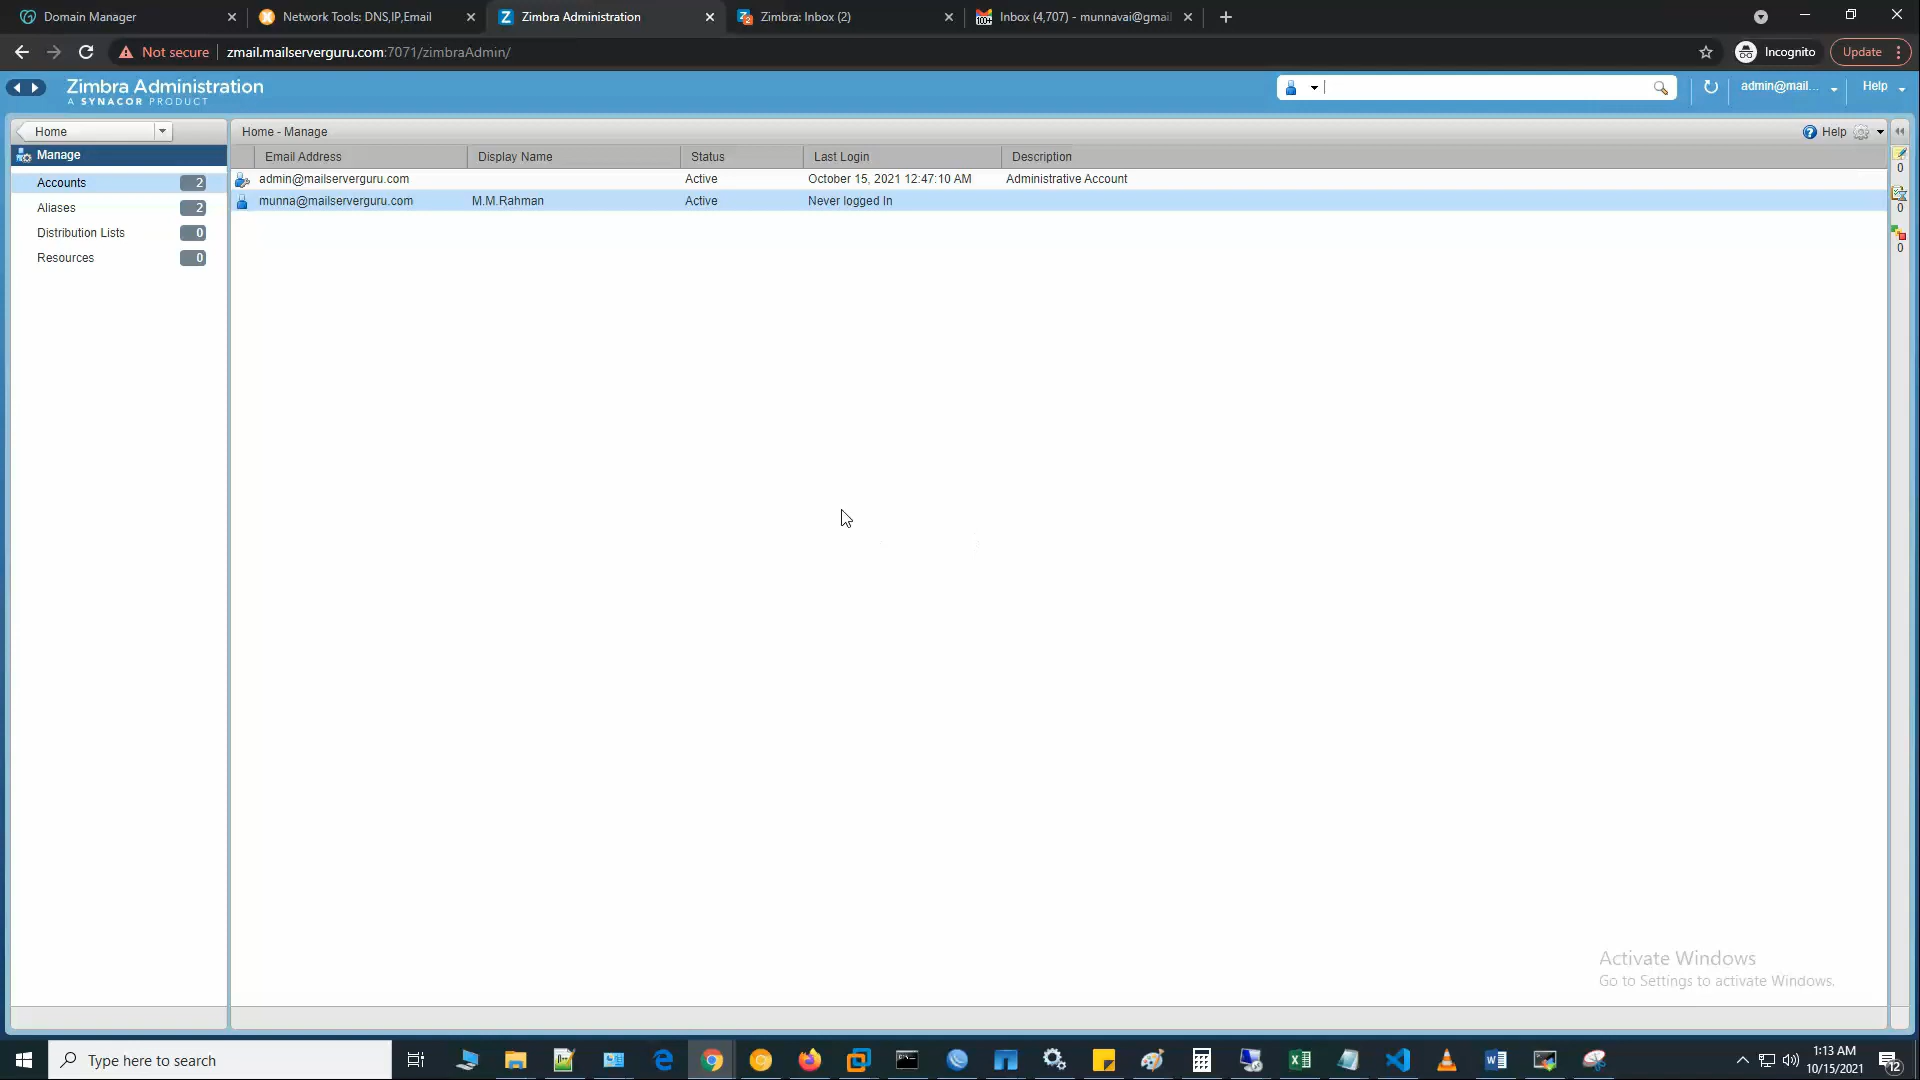 Domain Manager
Network Tools: DNS,IP,Email
Zimbra Administration
Zimbra: Inbox (2)
Inbox (4,707) - munnavai@gmai
Not secure
zmail.mailserverguru.com:7071/zimbraAdmin/
Incognito
Update
Zimbra Administration
A SYNACOR PRODUCT
admin@mail...
Help
Home
Home - Manage
Help
Manage
Email Address
Display Name
Status
Last Login
Description
Accounts
2
admin@mailserverguru.com
Active
October 15, 2021 12:47:10 AM
Administrative Account
0
Aliases
2
munna@mailserverguru.com
M.M.Rahman
Active
Never logged In
0
Distribution Lists
0
0
Resources
0
Activate Windows
Go to Settings to activate Windows.
Type here to search
1:13 AM
10/15/2021
12